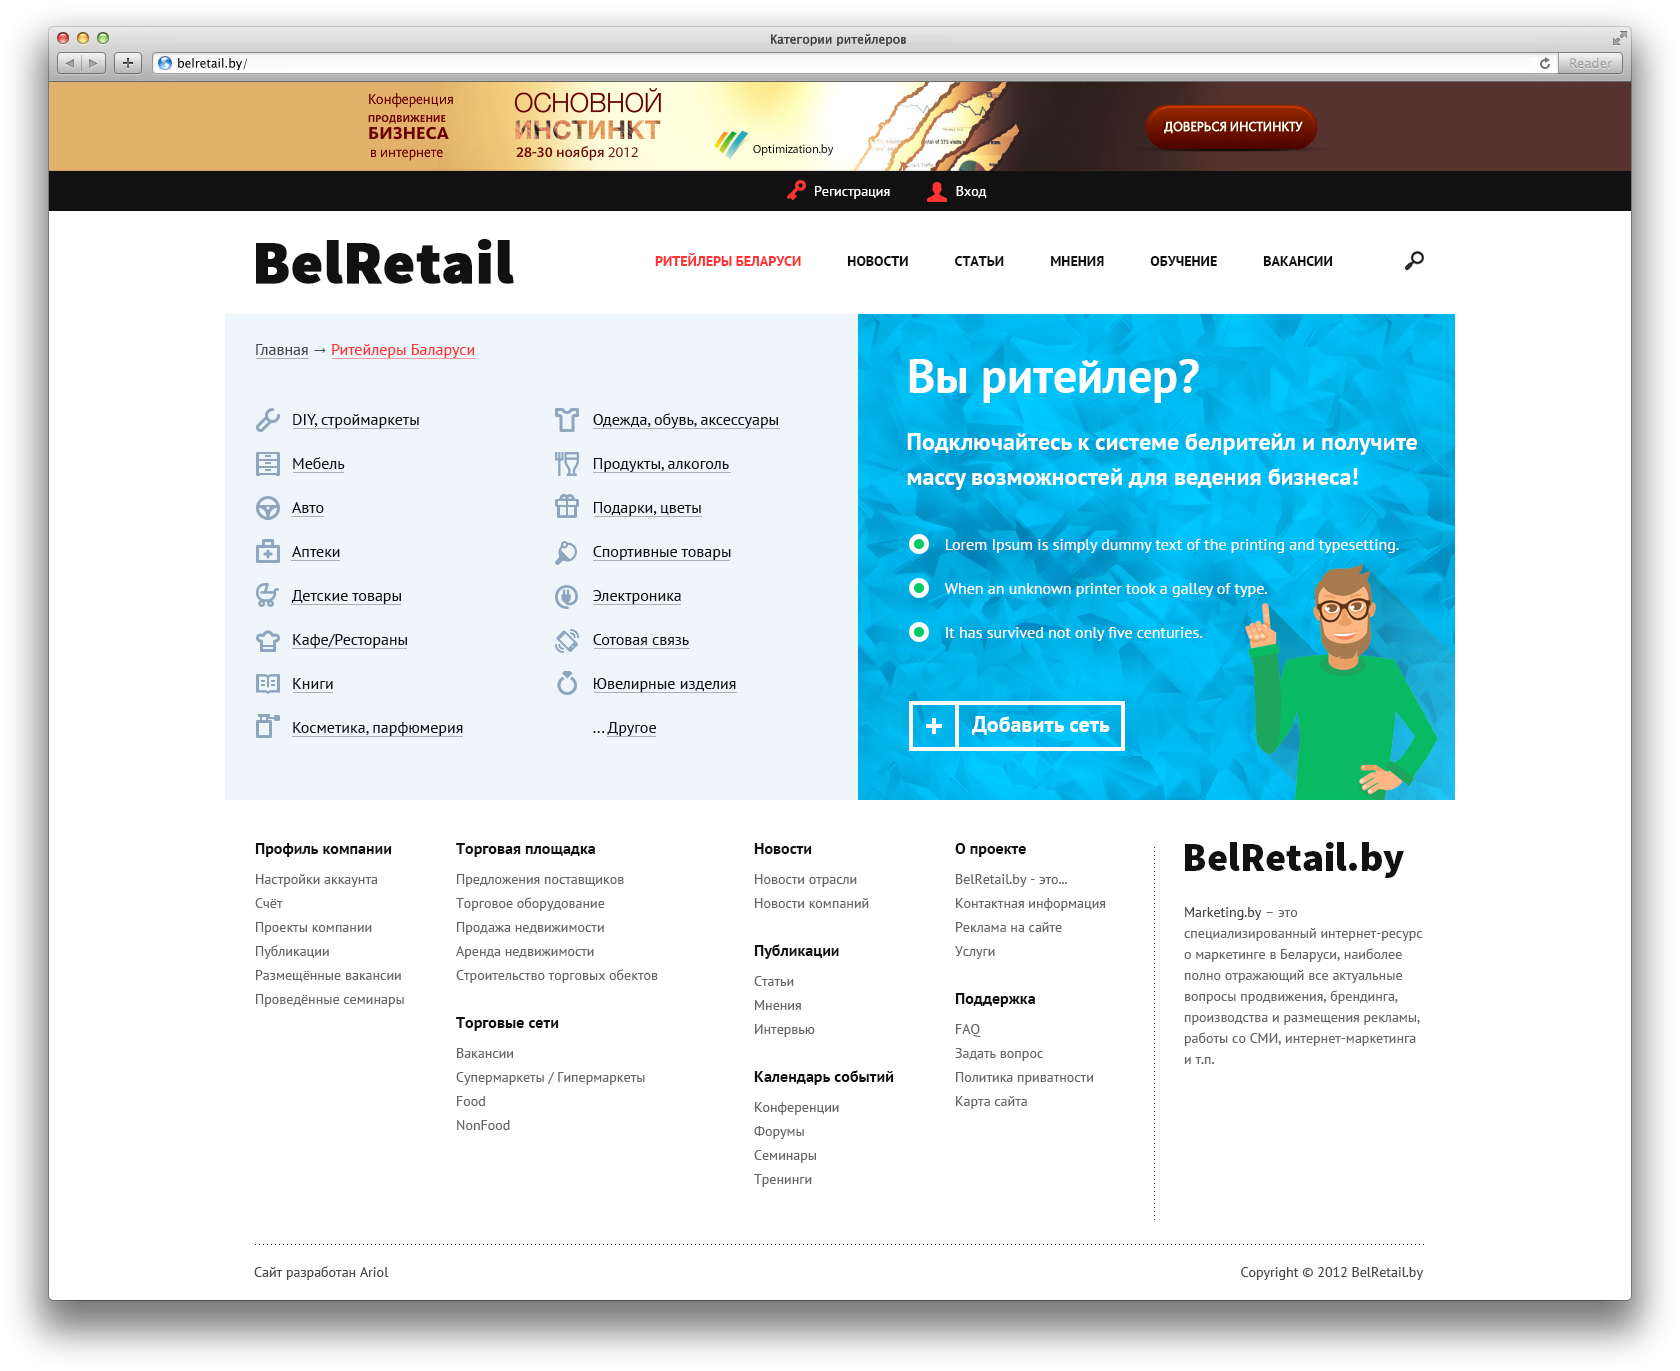 Категории ритейлеров
belretail.by/
Reader
Конференция
ПРОДВИЖЕНИЕ
БИЗНЕСА
в интернете
ОСНОВНОЙ
ИНСТИНКТ
28-30 ноября 2012
Optimization.by
ДОВЕРЬСЯ ИНСТИНКТУ
Регистрация
Вход
BelRetail
РИТЕЙЛЕРЫ БЕЛАРУСИ
НОВОСТИ
СТАТЬИ
МНЕНИЯ
ОБУЧЕНИЕ
ВАКАНСИИ
Главная → Ритейлеры Баларуси
DIY, строймаркеты
Мебель
Авто
Аптеки
Детские товары
Кафе/Рестораны
Книги
Косметика, парфюмерия
Одежда, обувь, аксессуары
Продукты, алкоголь
Подарки, цветы
Спортивные товары
Электроника
Сотовая связь
Ювелирные изделия
... Другое
Вы ритейлер?
Подключайтесь к системе белритейл и получите
массу возможностей для ведения бизнеса!
Lorem Ipsum is simply dummy text of the printing and typesetting.
When an unknown printer took a galley of type.
It has survived not only five centuries.
+ Добавить сеть
Профиль компании
Настройки аккаунта
Счёт
Проекты компании
Публикации
Размещённые вакансии
Проведённые семинары
Торговая площадка
Предложения поставщиков
Торговое оборудование
Продажа недвижимости
Аренда недвижимости
Строительство торговых обектов
Торговые сети
Вакансии
Супермаркеты / Гипермаркеты
Food
NonFood
Новости
Новости отрасли
Новости компаний
Публикации
Статьи
Мнения
Интервью
Календарь событий
Конференции
Форумы
Семинары
Тренинги
О проекте
BelRetail.by - это...
Контактная информация
Реклама на сайте
Услуги
Поддержка
FAQ
Задать вопрос
Политика приватности
Карта сайта
BelRetail.by
Marketing.by – это
специализированный интернет-ресурс
о маркетинге в Беларуси, наиболее
полно отражающий все актуальные
вопросы продвижения, брендинга,
производства и размещения рекламы,
работы со СМИ, интернет-маркетинга
и т.п.
Сайт разработан Ariol
Copyright © 2012 BelRetail.by